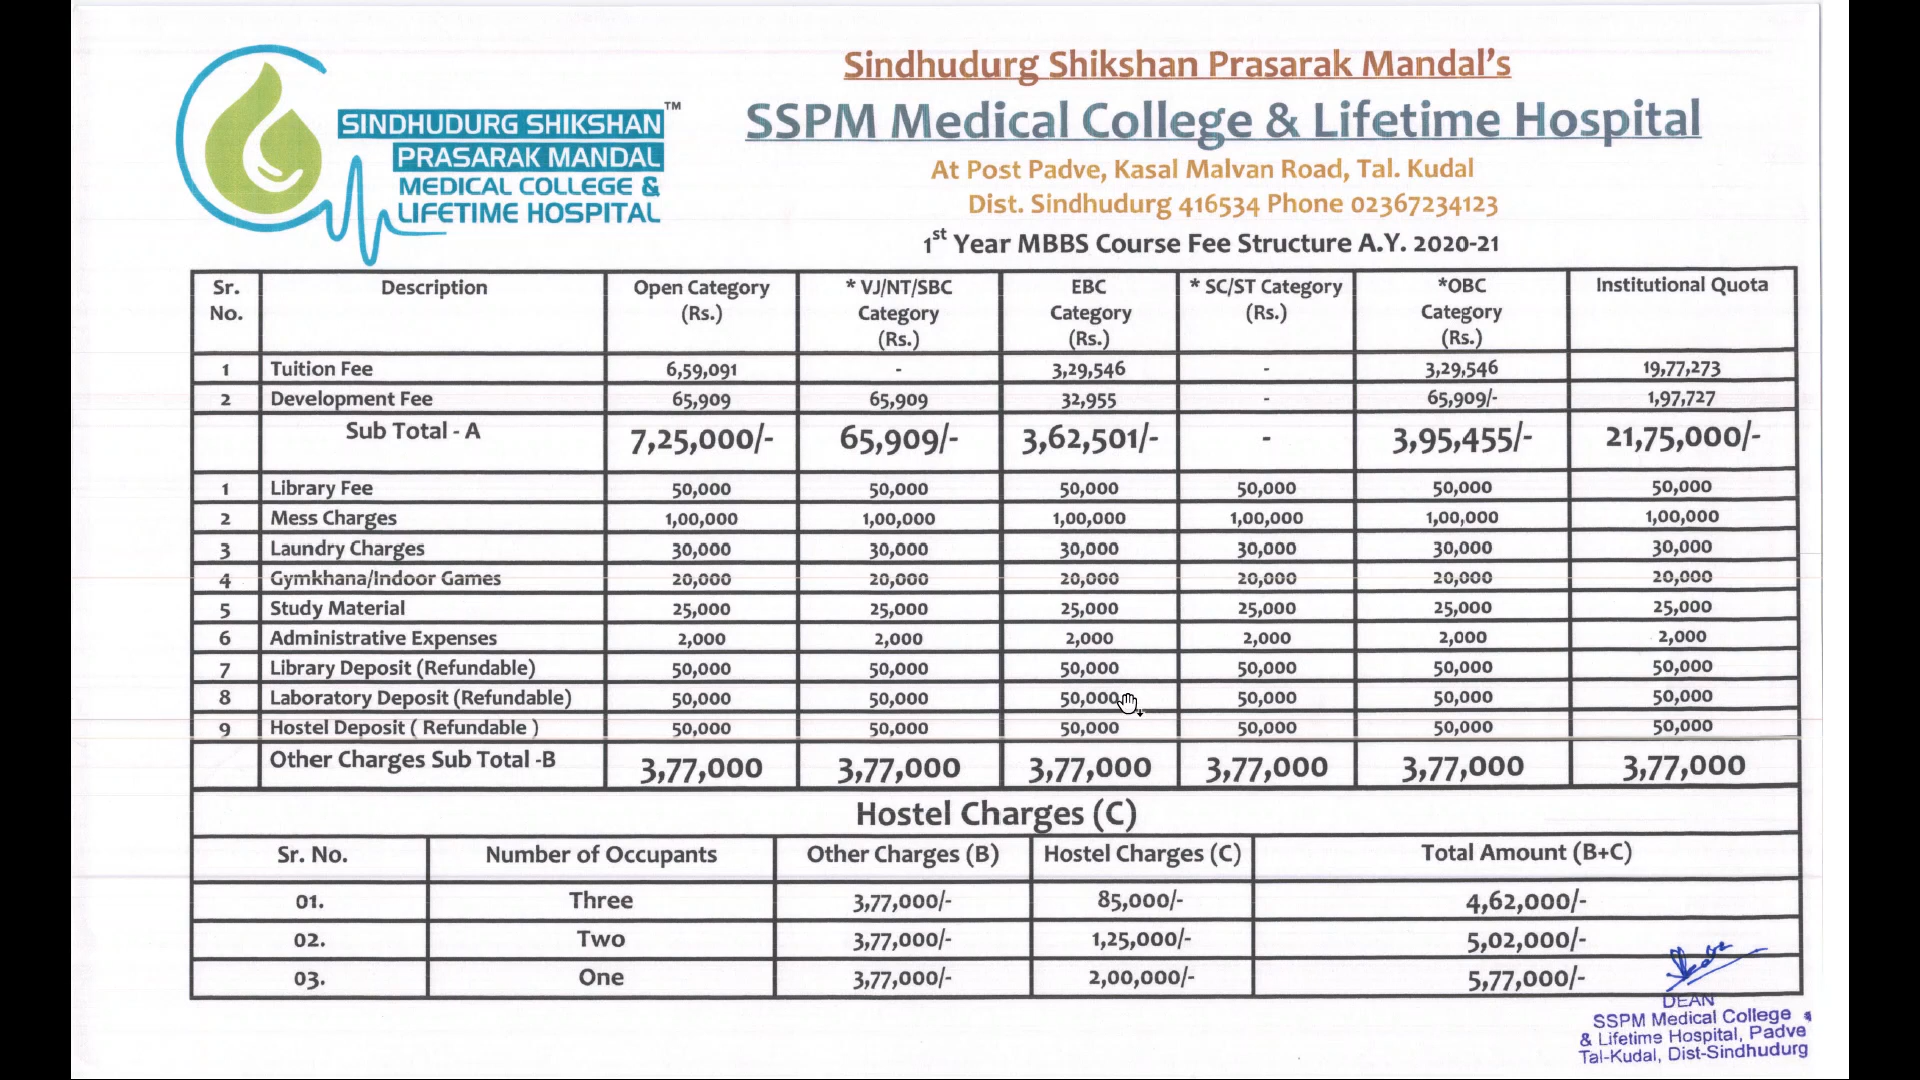 SINDHUDURG SHIKSHAN ™
PRASARAK MANDAL
MEDICAL COLLEGE &
LIFETIME HOSPITAL
Sindhudurg Shikshan Prasarak Mandal's
SSPM Medical College & Lifetime Hospital
At Post Padve, Kasal Malvan Road, Tal. Kudal
Dist. Sindhudurg 416534 Phone 02367234123
1st Year MBBS Course Fee Structure A.Y. 2020-21
Sr. No. Description Open Category (Rs.) * VJ/NT/SBC Category (Rs.) EBC Category (Rs.) * SC/ST Category (Rs.) *OBC Category (Rs.) Institutional Quota
1 Tuition Fee 6,59,091 - 3,29,546 - 3,29,546 19,77,273
2 Development Fee 65,909 65,909 32,955 - 65,909/- 1,97,727
Sub Total - A 7,25,000/- 65,909/- 3,62,501/- - 3,95,455/- 21,75,000/-
1 Library Fee 50,000 50,000 50,000 50,000 50,000 50,000
2 Mess Charges 1,00,000 1,00,000 1,00,000 1,00,000 1,00,000 1,00,000
3 Laundry Charges 30,000 30,000 30,000 30,000 30,000 30,000
4 Gymkhana/Indoor Games 20,000 20,000 20,000 20,000 20,000 20,000
5 Study Material 25,000 25,000 25,000 25,000 25,000 25,000
6 Administrative Expenses 2,000 2,000 2,000 2,000 2,000 2,000
7 Library Deposit (Refundable) 50,000 50,000 50,000 50,000 50,000 50,000
8 Laboratory Deposit (Refundable) 50,000 50,000 50,000 50,000 50,000 50,000
9 Hostel Deposit ( Refundable ) 50,000 50,000 50,000 50,000 50,000 50,000
Other Charges Sub Total -B 3,77,000 3,77,000 3,77,000 3,77,000 3,77,000 3,77,000
Hostel Charges (C)
Sr. No. Number of Occupants Other Charges (B) Hostel Charges (C) Total Amount (B+C)
01. Three 3,77,000/- 85,000/- 4,62,000/-
02. Two 3,77,000/- 1,25,000/- 5,02,000/-
03. One 3,77,000/- 2,00,000/- 5,77,000/-
DEAN
SSPM Medical College
& Lifetime Hospital, Padve
Tal-Kudal, Dist-Sindhudurg